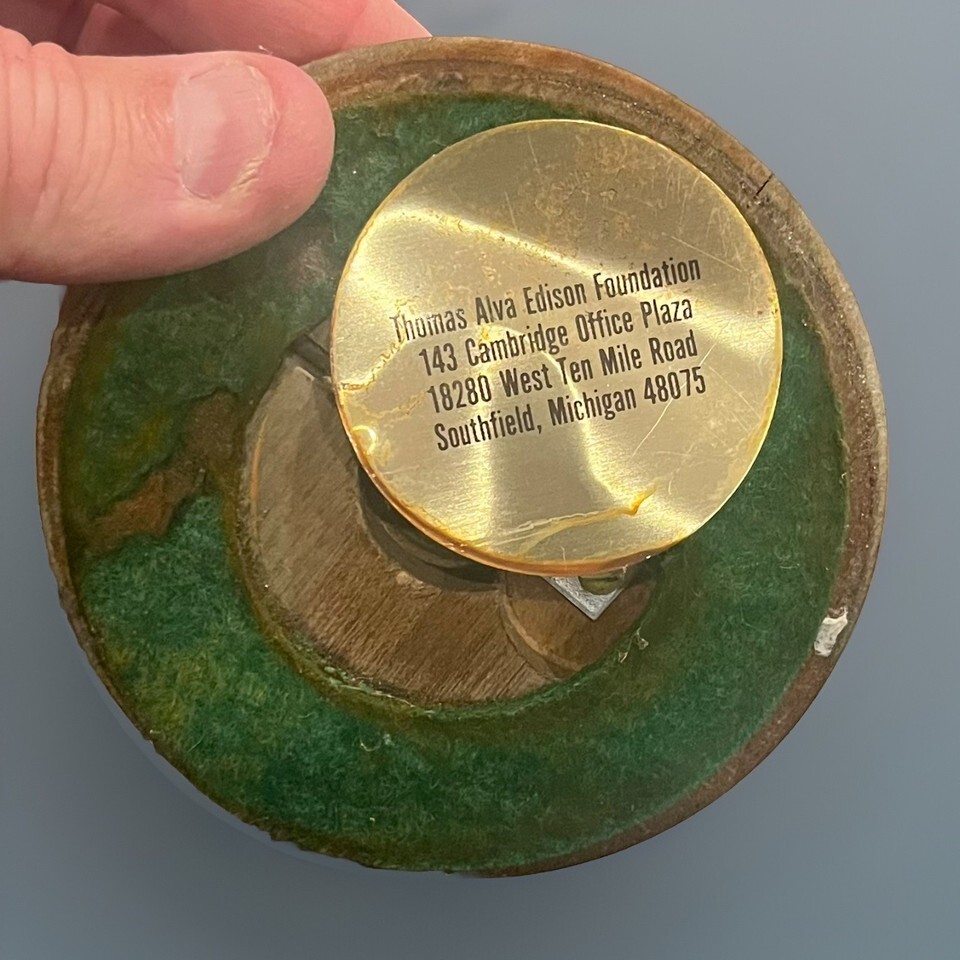 Thomas Alva Edison Foundation
143 Cambridge Office Plaza
18280 West Ten Mile Road
Southfield, Michigan 48075